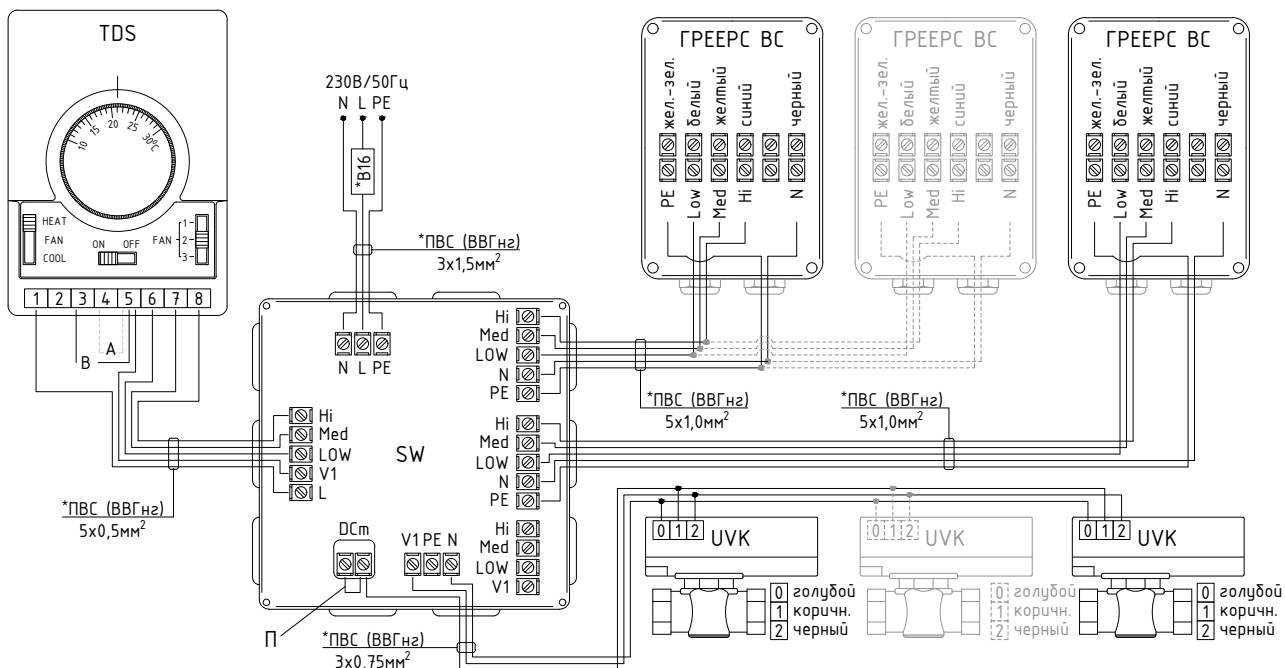 TDS
10 15 20 25 30°C
HEAT
FAN
COOL
ON OFF
FAN
1
2
3
1 2 3 4 5 6 7 8
A
B
*ПВС (ВВГнг)
5х0,5мм²
230В/50Гц
N L PE
*В16
*ПВС (ВВГнг)
3х1,5мм²
N L PE
SW
Hi
Med
LOW
V1
L
Hi
Med
LOW
N
PE
Hi
Med
LOW
N
PE
Hi
Med
LOW
V1
DCm
V1 PE N
П
*ПВС (ВВГнг)
3х0.75мм²
*ПВС (ВВГнг)
5х1,0мм²
*ПВС (ВВГнг)
5х1,0мм²
ГРЕЕРС ВС
жел.-зел. белый желтый синий черный
PE Low Med Hi N
ГРЕЕРС ВС
жел.-зел. белый желтый синий черный
PE Low Med Hi N
ГРЕЕРС ВС
жел.-зел. белый желтый синий черный
PE Low Med Hi N
0 1 2
UVK
0 голубой
1 коричн.
2 черный
0 1 2
UVK
0 голубой
1 коричн.
2 черный
0 1 2
UVK
0 голубой
1 коричн.
2 черный